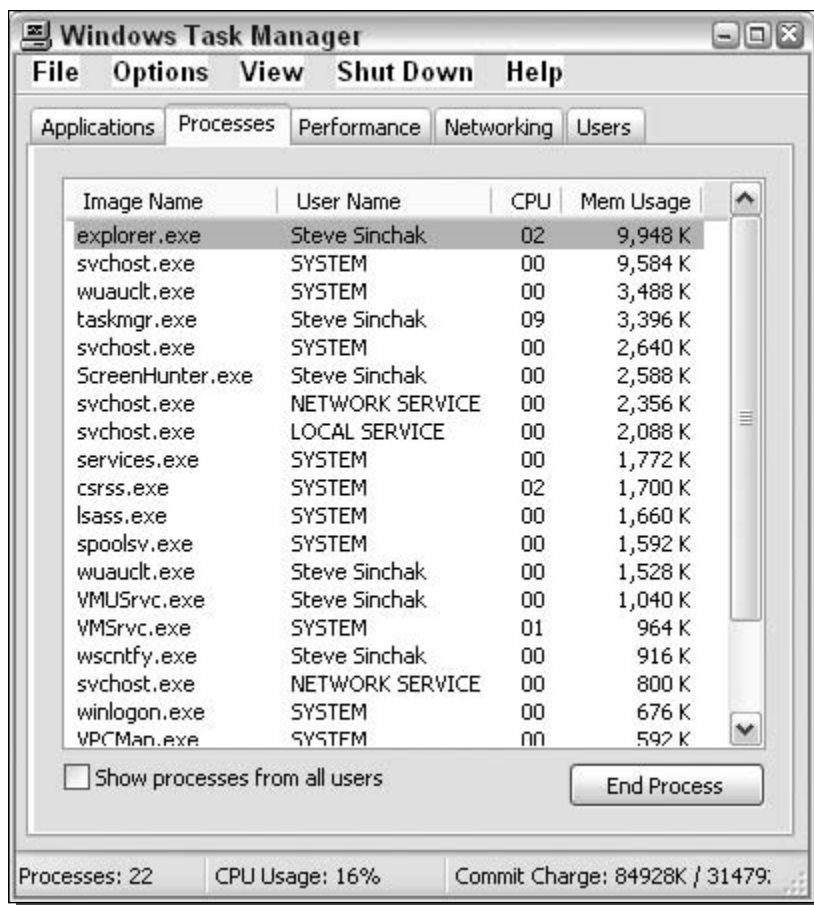 Windows Task Manager
File Options View Shut Down Help
Applications Processes Performance Networking Users
Image Name User Name CPU Mem Usage
explorer.exe Steve Sinchak 02 9,948 K
svchost.exe SYSTEM 00 9,584 K
wuauclt.exe SYSTEM 00 3,488 K
taskmgr.exe Steve Sinchak 09 3,396 K
svchost.exe SYSTEM 00 2,640 K
ScreenHunter.exe Steve Sinchak 00 2,588 K
svchost.exe NETWORK SERVICE 00 2,356 K
svchost.exe LOCAL SERVICE 00 2,088 K
services.exe SYSTEM 00 1,772 K
csrss.exe SYSTEM 02 1,700 K
lsass.exe SYSTEM 00 1,660 K
spoolsv.exe SYSTEM 00 1,592 K
wuauclt.exe Steve Sinchak 00 1,528 K
VMUSrvc.exe Steve Sinchak 00 1,040 K
VMSrvc.exe SYSTEM 01 964 K
wscntfy.exe Steve Sinchak 00 916 K
svchost.exe NETWORK SERVICE 00 800 K
winlogon.exe SYSTEM 00 676 K
VPCMan.exe SYSTEM 00 592 K
Show processes from all users
End Process
Processes: 22 CPU Usage: 16% Commit Charge: 84928K / 31479